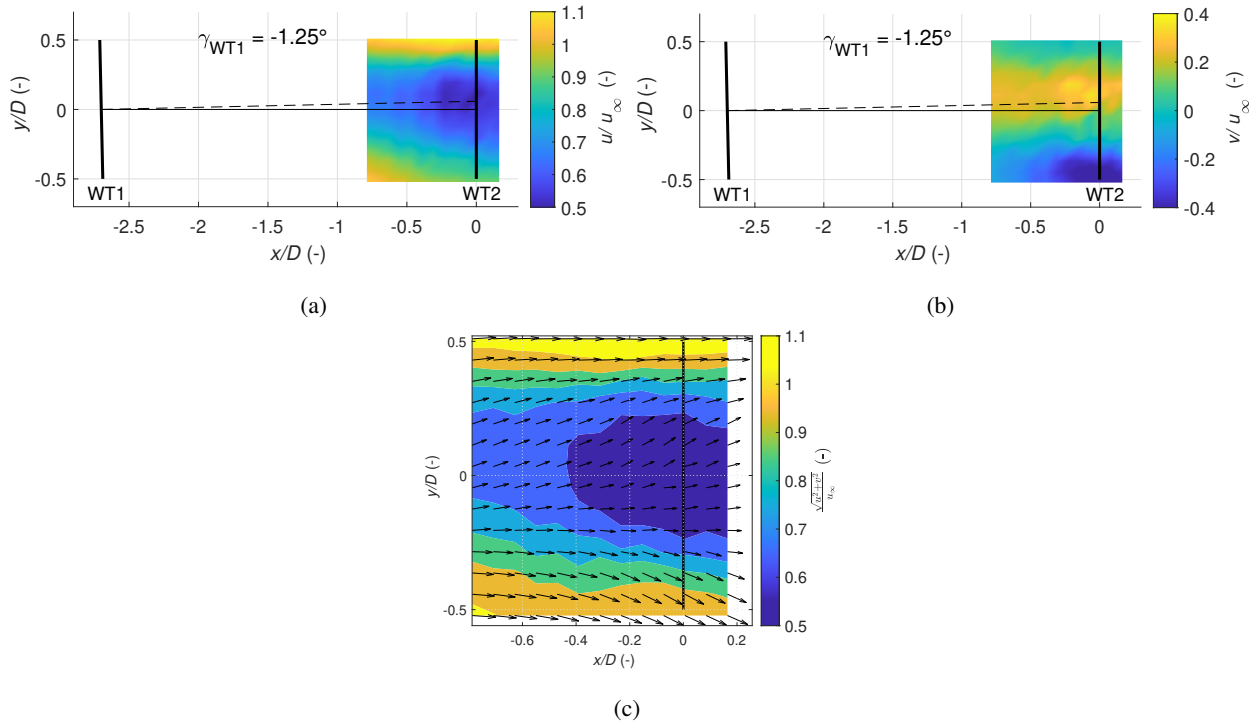 γWT1 = -1.25°
0.5
0
-0.5
y/D (-)
WT1
WT2
-2.5 -2 -1.5 -1 -0.5 0
x/D (-)
1.1
1
0.9
0.8
0.7
0.6
0.5
u/ u∞ (-)
(a)
γWT1 = -1.25°
0.5
0
-0.5
y/D (-)
WT1
WT2
-2.5 -2 -1.5 -1 -0.5 0
x/D (-)
0.4
0.2
0
-0.2
-0.4
v/ u∞ (-)
(b)
0.5
0
-0.5
y/D (-)
-0.6 -0.4 -0.2 0 0.2
x/D (-)
1.1
1
0.9
0.8
0.7
0.6
0.5
√u²+v²/u∞ (-)
(c)